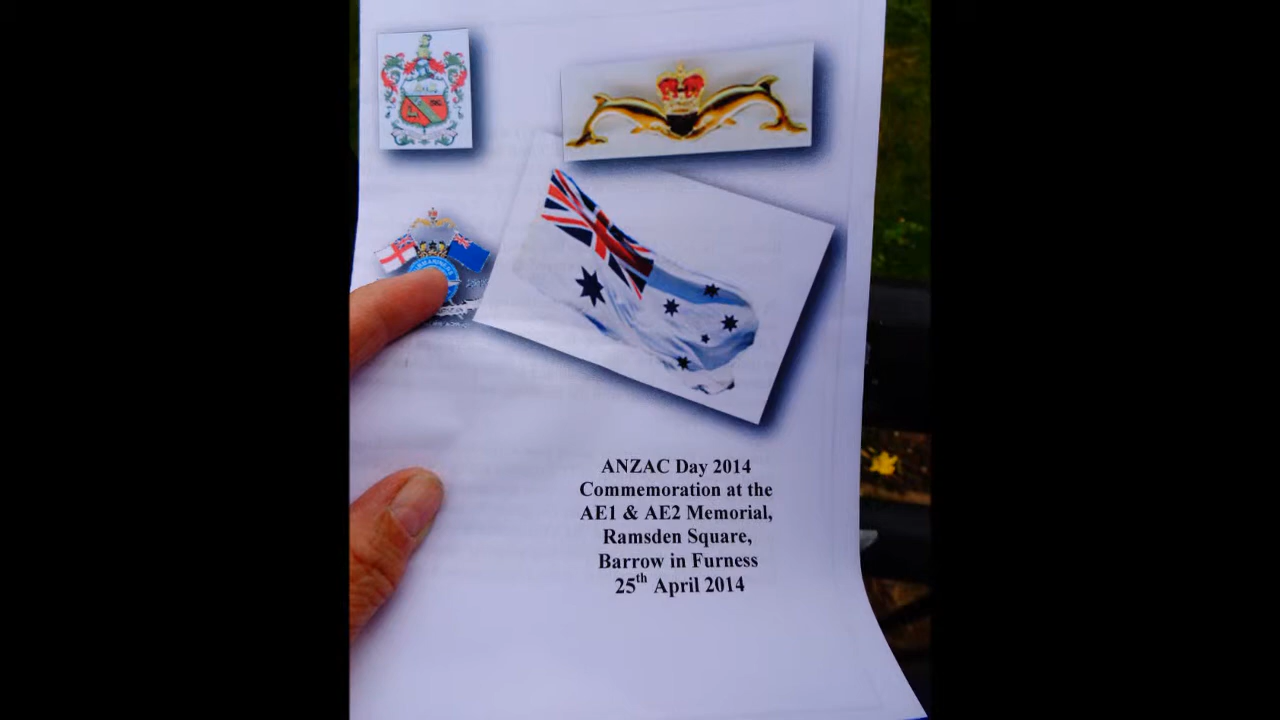 ANZAC Day 2014
Commemoration at the
AE1 & AE2 Memorial,
Ramsden Square,
Barrow in Furness
25th April 2014